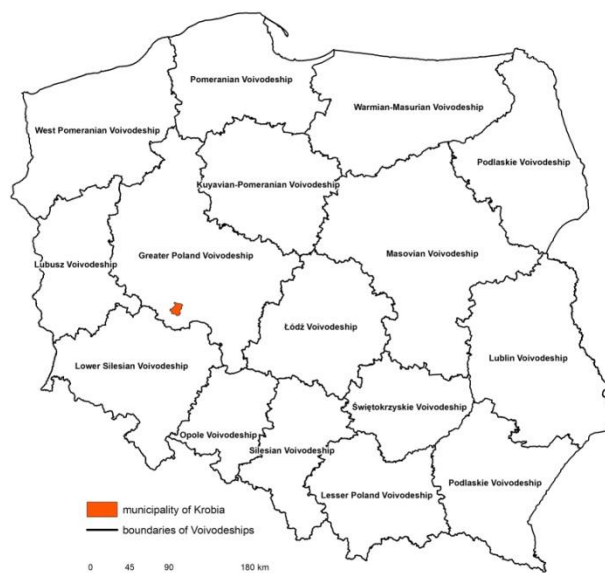 Pomeranian Voivodeship
Warmian-Masurian Voivodeship
West Pomeranian Voivodeship
Podlaskie Voivodeship
Kuyavian-Pomeranian Voivodeship
Lubusz Voivodeship
Greater Poland Voivodeship
Masovian Voivodeship
Łódź Voivodeship
Lublin Voivodeship
Lower Silesian Voivodeship
Świętokrzyskie Voivodeship
Opole Voivodeship
Silesian Voivodeship
Lesser Poland Voivodeship
Podlaskie Voivodeship
municipality of Krobia
boundaries of Voivodeships
0 45 90 180 km